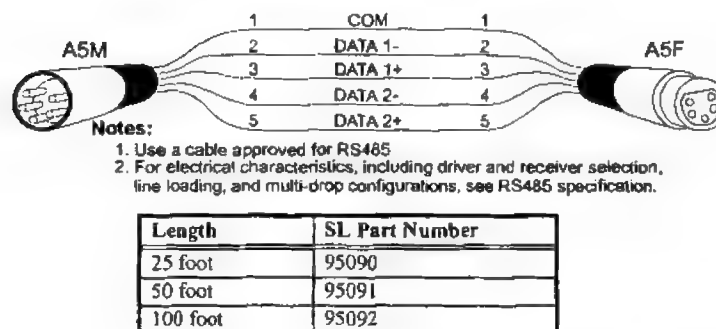 1 COM 1
A5M 2 DATA 1- 2 A5F
3 DATA 1+ 3
4 DATA 2- 4
5 DATA 2+ 5
Notes:
1. Use a cable approved for RS485
2. For electrical characteristics, including driver and receiver selection,
line loading, and multi-drop configurations, see RS485 specification.
Length SL Part Number
25 foot 95090
50 foot 95091
100 foot 95092